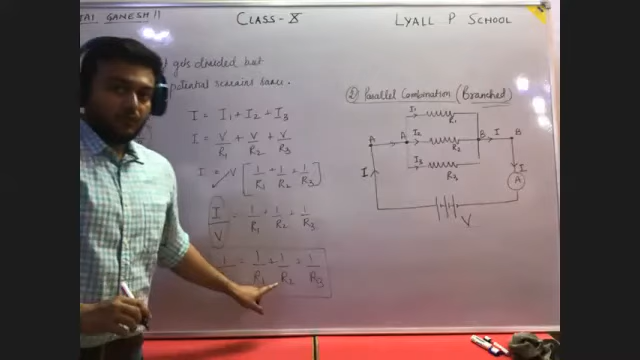 JAI GANESH !!
CLASS-X
LYALL P SCHOOL
gets divided but
potential remains same.
I = I1 + I2 + I3
I = V/R1 + V/R2 + V/R3
I = V [ 1/R1 + 1/R2 + 1/R3 ]
I/V = 1/R1 + 1/R2 + 1/R3
1 = 1/R1 + 1/R2 + 1/R3
② Parallel Combination (Branched)
I1
R1
A
A
I2
R2
B
I
B
I3
R3
I
I
A
V